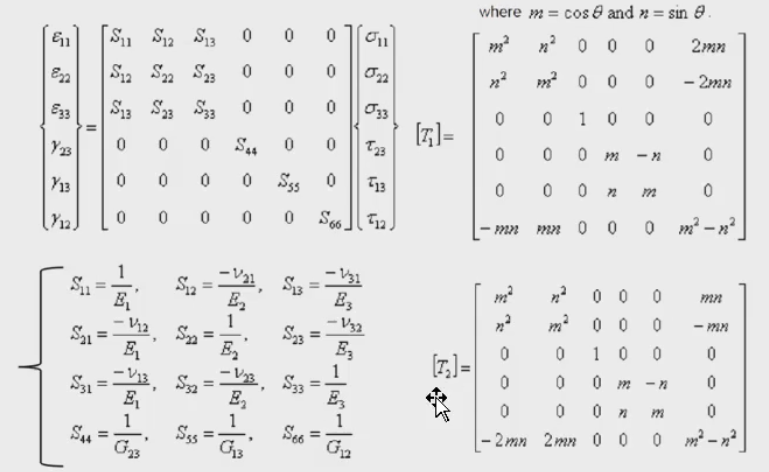 where m = cos θ and n = sin θ .
{ε₁₁ ε₂₂ ε₃₃ γ₂₃ γ₁₃ γ₁₂} = [ ] {σ₁₁ σ₂₂ σ₃₃ τ₂₃ τ₁₃ τ₁₂}
S₁₁ S₁₂ S₁₃ 0 0 0
S₁₂ S₂₂ S₂₃ 0 0 0
S₁₃ S₂₃ S₃₃ 0 0 0
0 0 0 S₄₄ 0 0
0 0 0 0 S₅₅ 0
0 0 0 0 0 S₆₆
[T₁]=
m² n² 0 0 0 2mn
n² m² 0 0 0 −2mn
0 0 1 0 0 0
0 0 0 m −n 0
0 0 0 n m 0
−mn mn 0 0 0 m²−n²
S₁₁ = 1/E₁, S₁₂ = −ν₂₁/E₂, S₁₃ = −ν₃₁/E₃
S₂₁ = −ν₁₂/E₁, S₂₂ = 1/E₂, S₂₃ = −ν₃₂/E₃
S₃₁ = −ν₁₃/E₁, S₃₂ = −ν₂₃/E₂, S₃₃ = 1/E₃
S₄₄ = 1/G₂₃, S₅₅ = 1/G₁₃, S₆₆ = 1/G₁₂
[T₂]=
m² n² 0 0 0 mn
n² m² 0 0 0 −mn
0 0 1 0 0 0
0 0 0 m −n 0
0 0 0 n m 0
−2mn 2mn 0 0 0 m²−n²